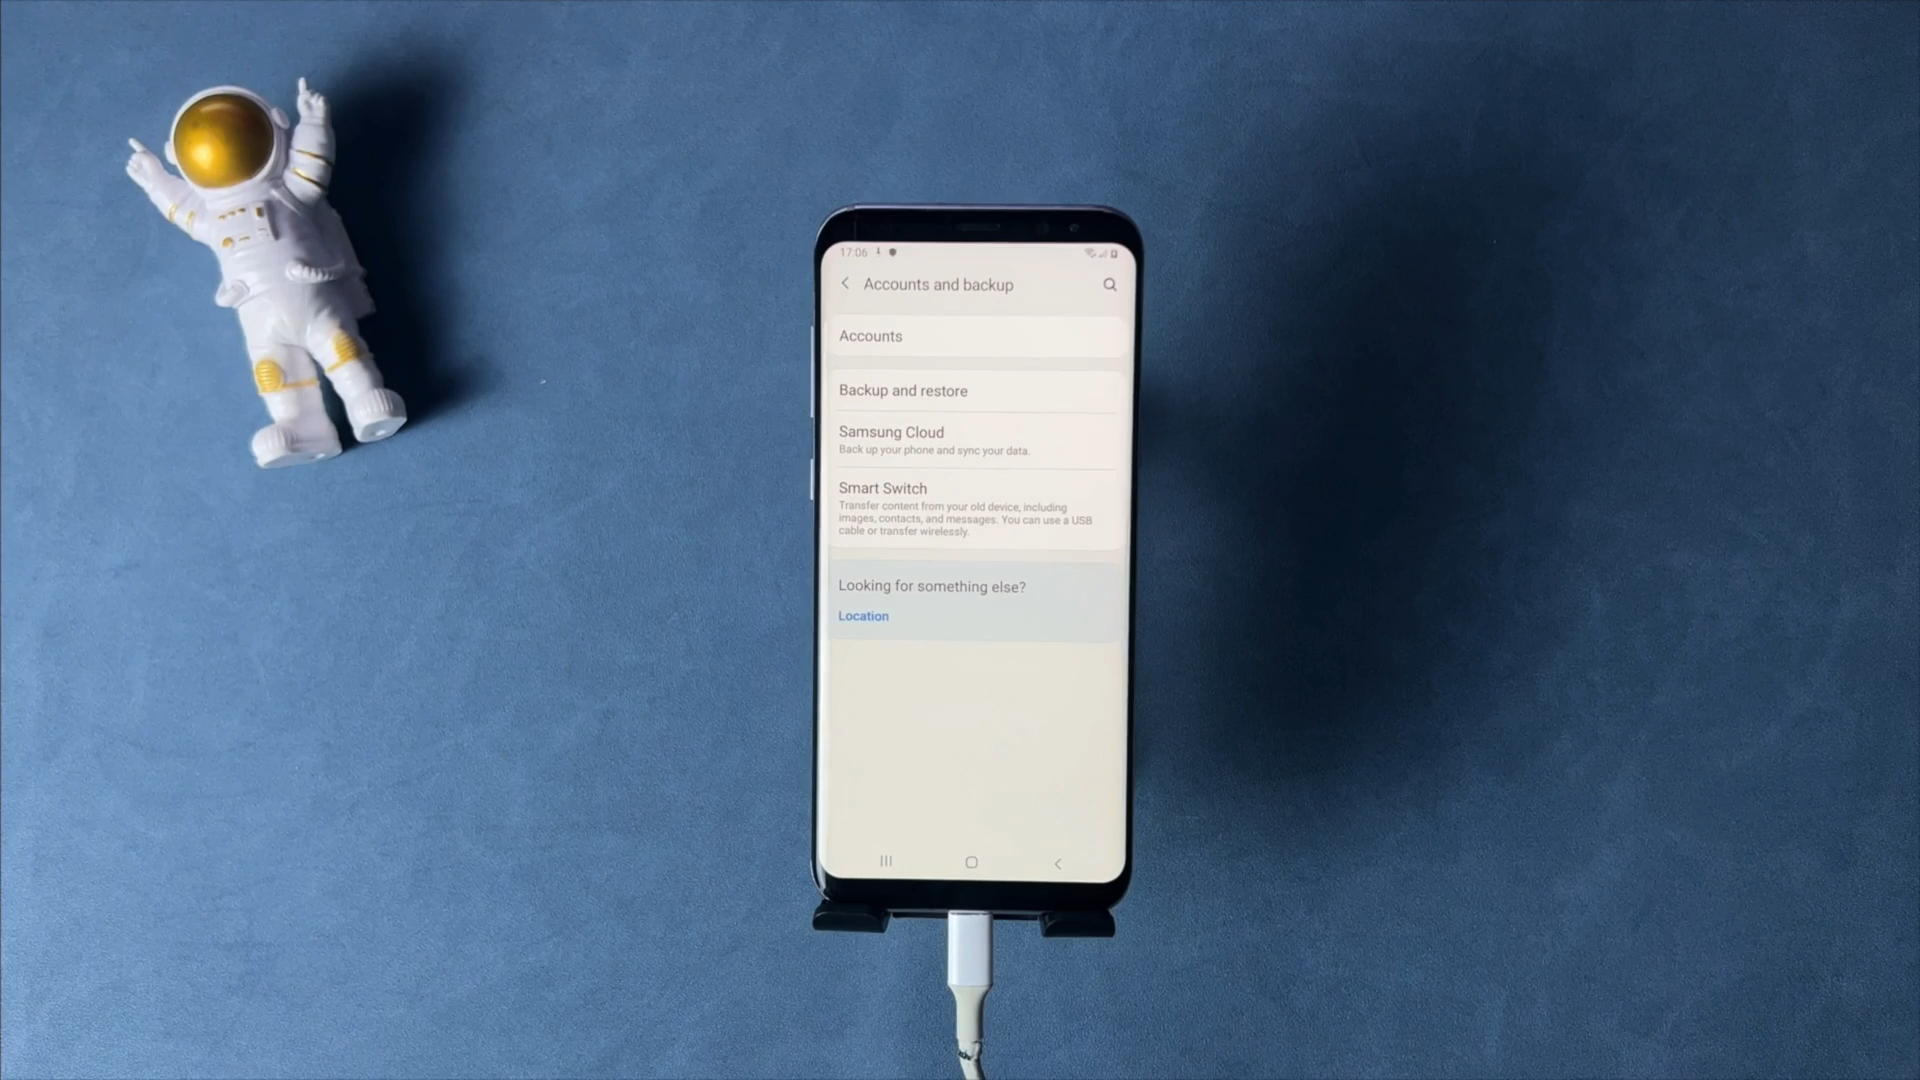 17:06
Accounts and backup
Accounts
Backup and restore
Samsung Cloud
Back up your phone and sync your data.
Smart Switch
Transfer content from your old device, including
images, contacts, and messages. You can use a USB
cable or transfer wirelessly.
Looking for something else?
Location